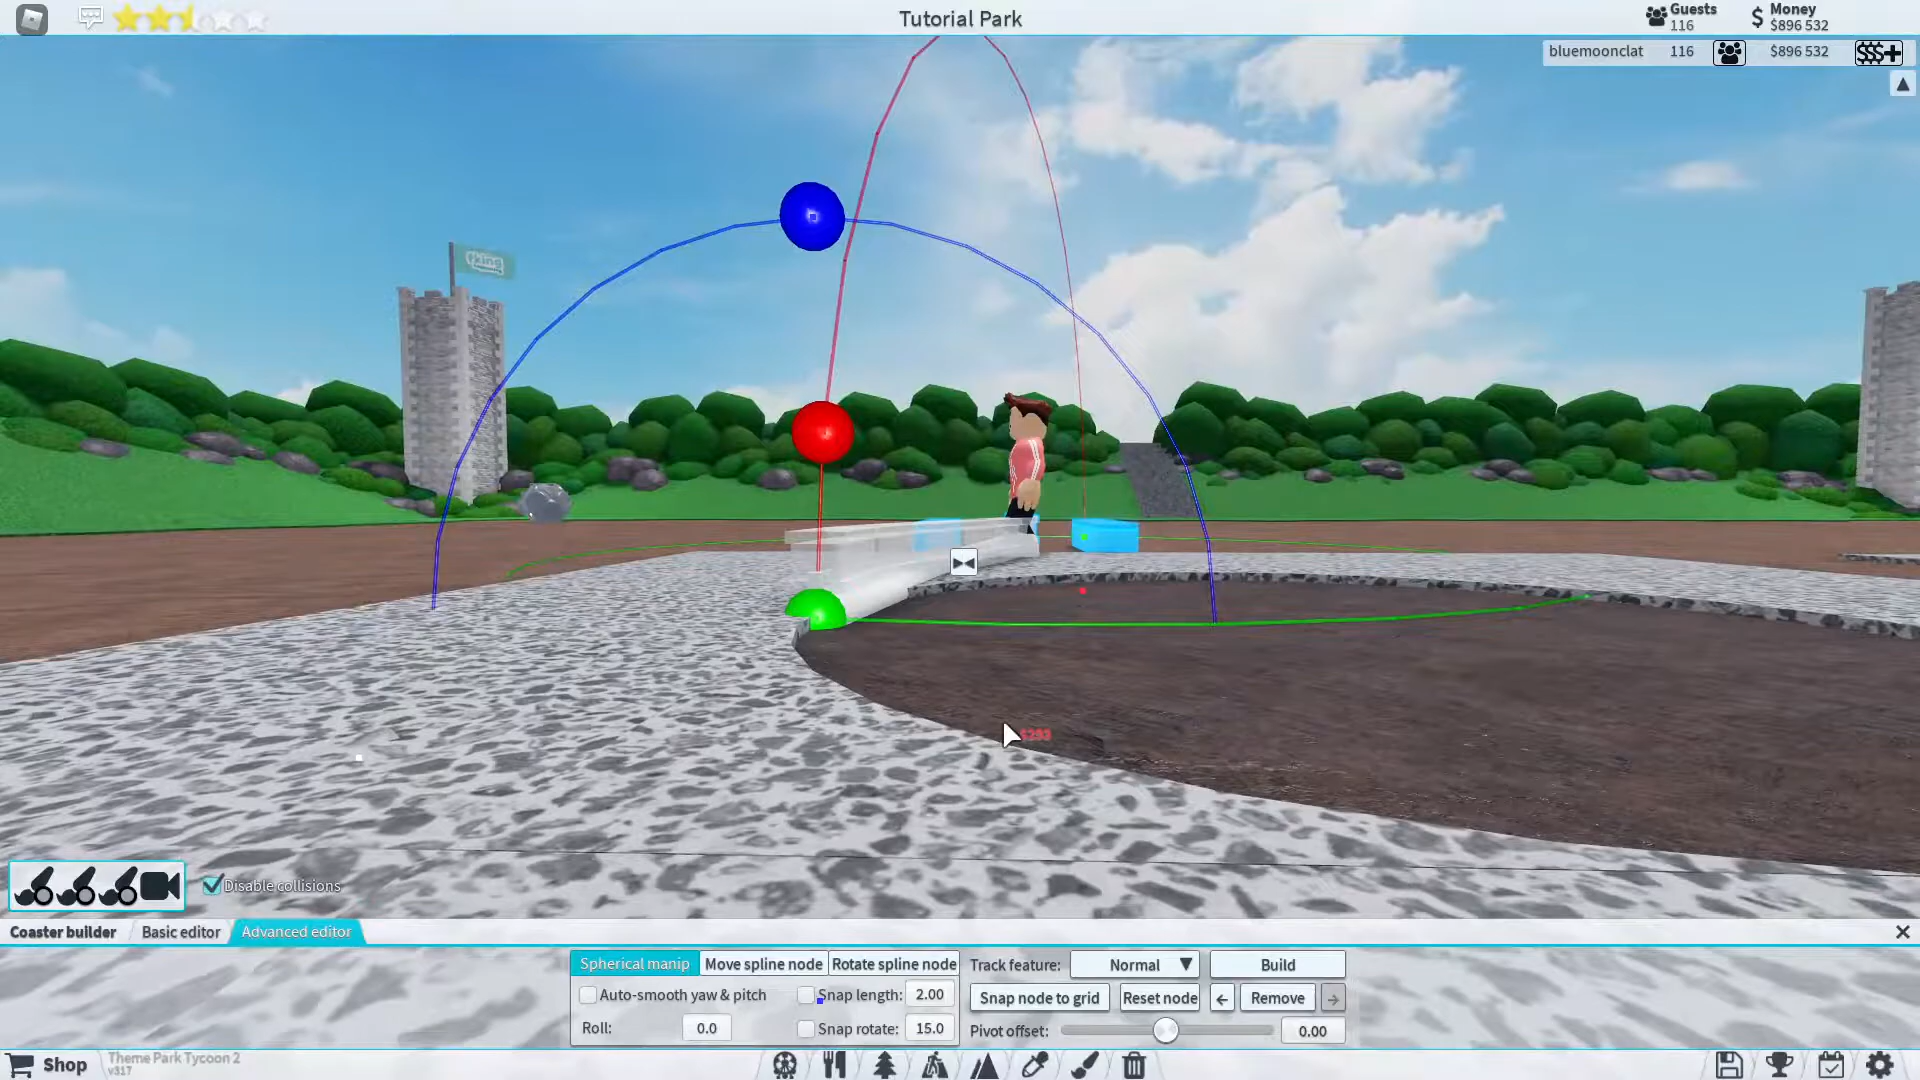 Tutorial Park
Guests
116
Money
$896 532
bluemoonclat 116 $896 532
$$$+
$293
Disable collisions
Coaster builder Basic editor Advanced editor
Spherical manip Move spline node Rotate spline node
Auto-smooth yaw & pitch Snap length: 2.00
Roll: 0.0 Snap rotate: 15.0
Track feature: Normal Build
Snap node to grid Reset node Remove
Pivot offset: 0.00
Shop
Theme Park Tycoon 2
v317